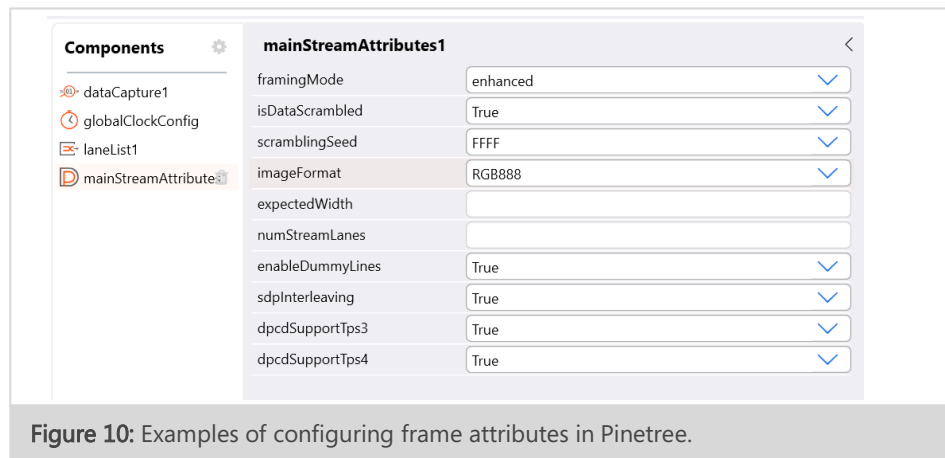 Components
dataCapture1
globalClockConfig
laneList1
mainStreamAttribute
mainStreamAttributes1
framingMode enhanced
isDataScrambled True
scramblingSeed FFFF
imageFormat RGB888
expectedWidth
numStreamLanes
enableDummyLines True
sdpInterleaving True
dpcdSupportTps3 True
dpcdSupportTps4 True
Figure 10: Examples of configuring frame attributes in Pinetree.